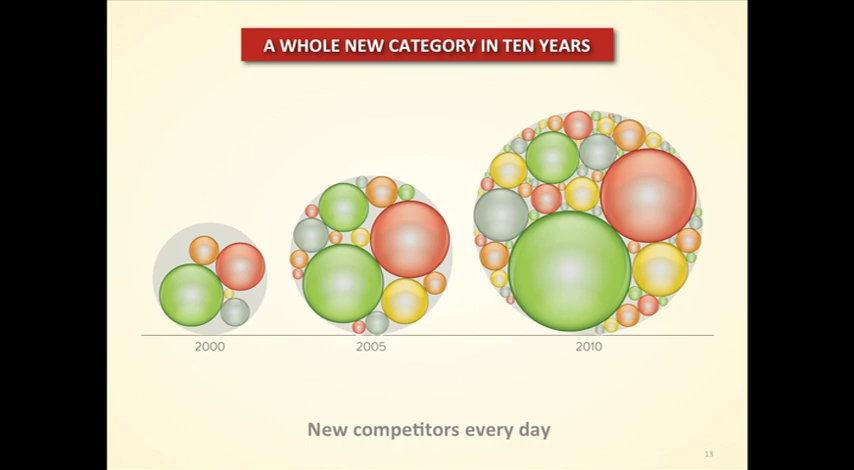 A WHOLE NEW CATEGORY IN TEN YEARS
2000
2005
2010
New competitors every day
13